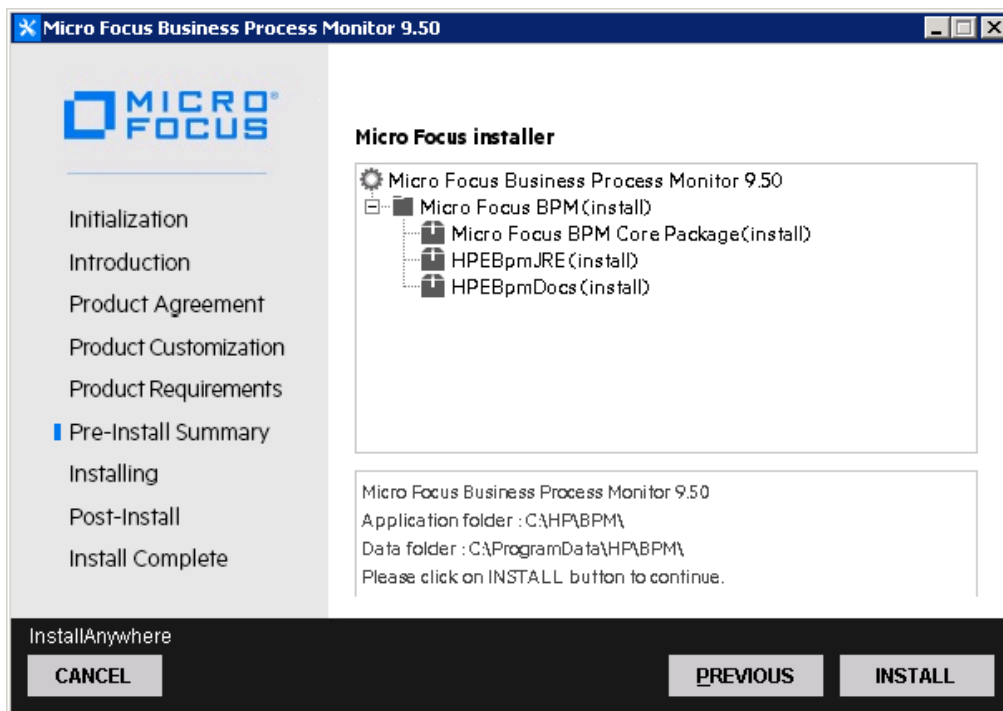 Micro Focus Business Process Monitor 9.50
MICRO
FOCUS
Initialization
Introduction
Product Agreement
Product Customization
Product Requirements
Pre-Install Summary
Installing
Post-Install
Install Complete
Micro Focus installer
Micro Focus Business Process Monitor 9.50
Micro Focus BPM(install)
Micro Focus BPM Core Package(install)
HPEBpmJRE(install)
HPEBpmDocs(install)
Micro Focus Business Process Monitor 9.50
Application folder : C:\HP\BPM\
Data folder : C:\ProgramData\HP\BPM\
Please click on INSTALL button to continue.
InstallAnywhere
CANCEL
PREVIOUS
INSTALL